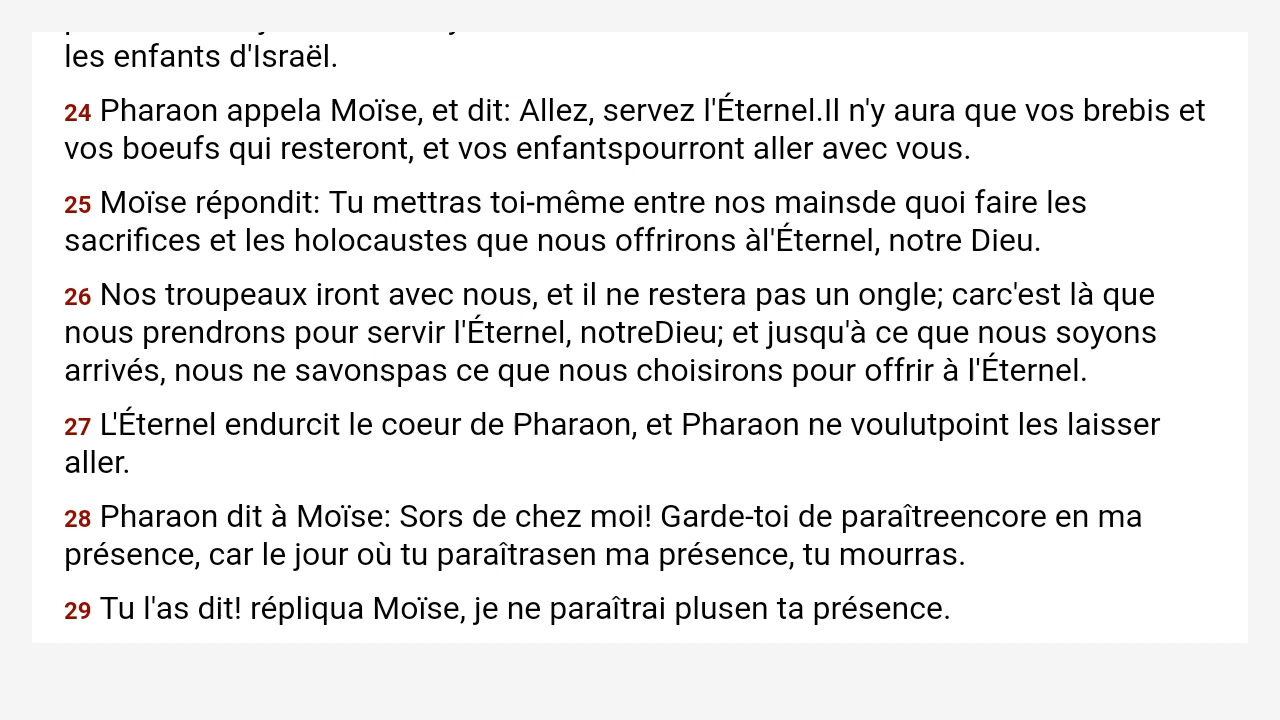 les enfants d'Israël.
24 Pharaon appela Moïse, et dit: Allez, servez l'Éternel.Il n'y aura que vos brebis et
vos boeufs qui resteront, et vos enfantspourront aller avec vous.
25 Moïse répondit: Tu mettras toi-même entre nos mainsde quoi faire les
sacrifices et les holocaustes que nous offrirons àl'Éternel, notre Dieu.
26 Nos troupeaux iront avec nous, et il ne restera pas un ongle; carc'est là que
nous prendrons pour servir l'Éternel, notreDieu; et jusqu'à ce que nous soyons
arrivés, nous ne savonspas ce que nous choisirons pour offrir à l'Éternel.
27 L'Éternel endurcit le coeur de Pharaon, et Pharaon ne voulutpoint les laisser
aller.
28 Pharaon dit à Moïse: Sors de chez moi! Garde-toi de paraîtreencore en ma
présence, car le jour où tu paraîtrasen ma présence, tu mourras.
29 Tu l'as dit! répliqua Moïse, je ne paraîtrai plusen ta présence.